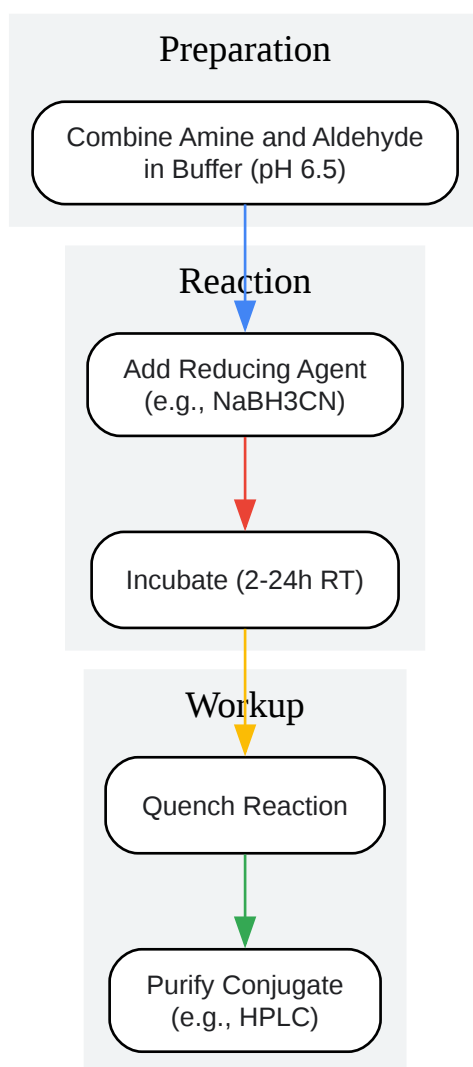 Preparation
Combine Amine and Aldehyde
in Buffer (pH 6.5)
Reaction
Add Reducing Agent
(e.g., NaBH3CN)
Incubate (2-24h RT)
Workup
Quench Reaction
Purify Conjugate
(e.g., HPLC)